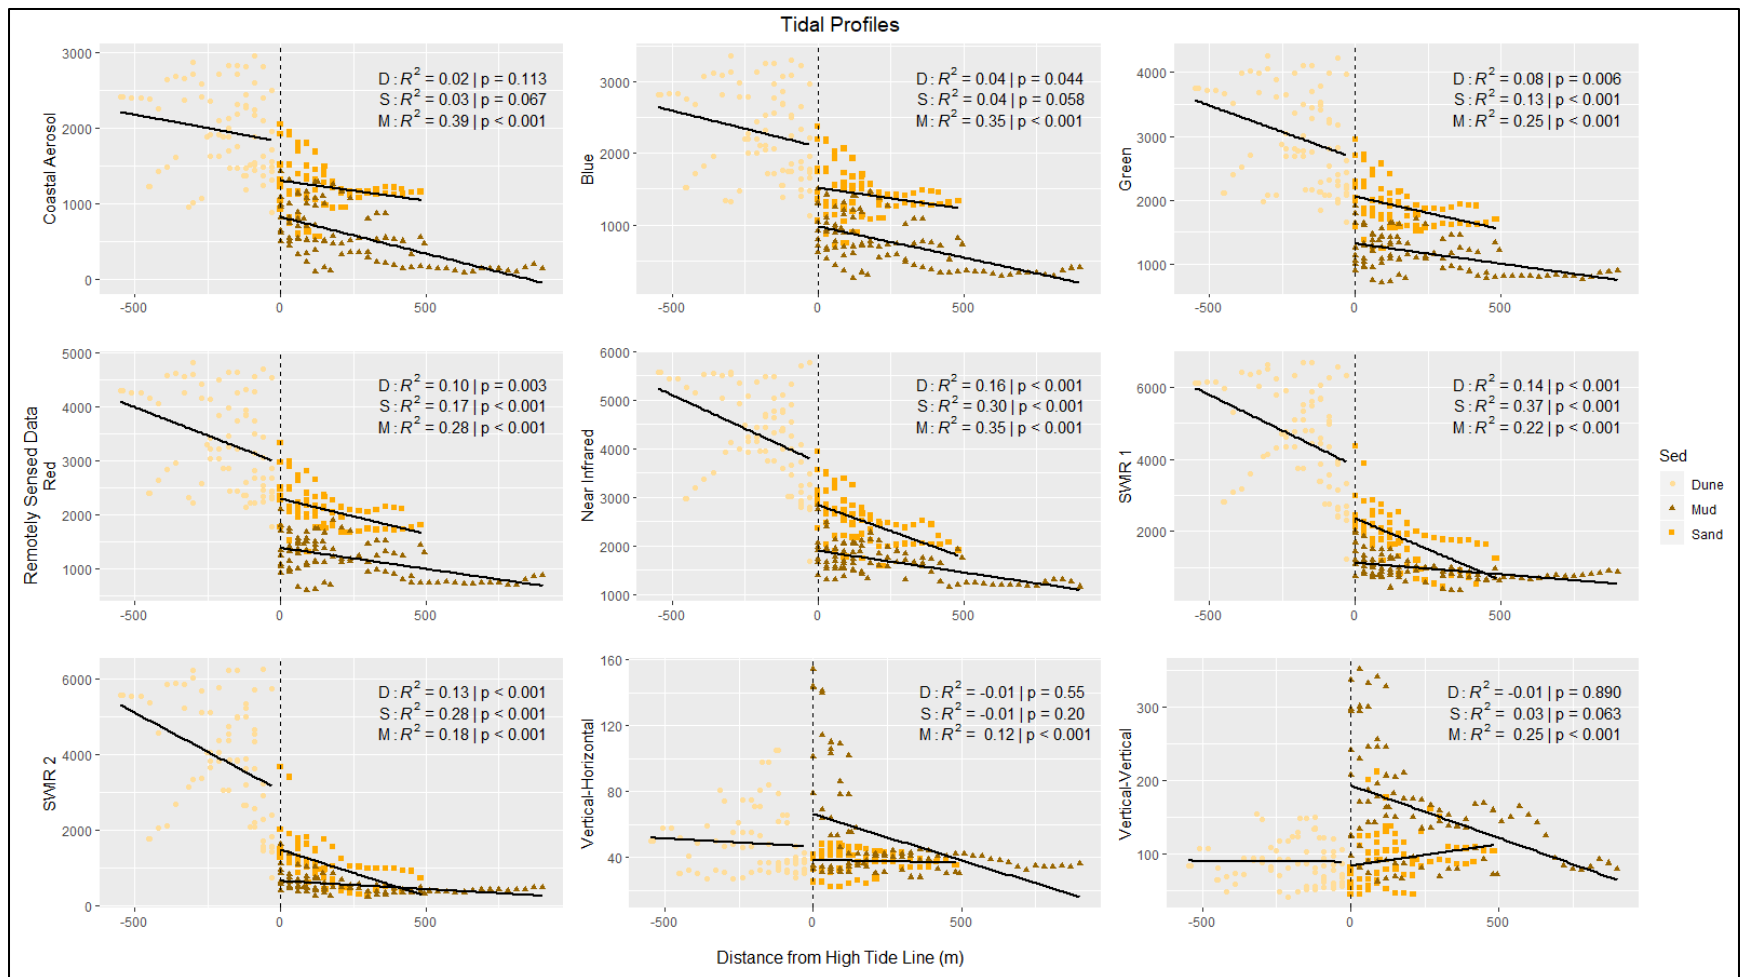 Tidal Profiles
Remotely Sensed Data
Coastal Aerosol
3000
2000
1000
0
-500
0
500
D : R² = 0.02 | p = 0.113
S : R² = 0.03 | p = 0.067
M : R² = 0.39 | p < 0.001
Blue
3000
2000
1000
-500
0
500
D : R² = 0.04 | p = 0.044
S : R² = 0.04 | p = 0.058
M : R² = 0.35 | p < 0.001
Green
4000
3000
2000
1000
-500
0
500
D : R² = 0.08 | p = 0.006
S : R² = 0.13 | p < 0.001
M : R² = 0.25 | p < 0.001
Red
5000
4000
3000
2000
1000
-500
0
500
D : R² = 0.10 | p = 0.003
S : R² = 0.17 | p < 0.001
M : R² = 0.28 | p < 0.001
Near Infrared
6000
5000
4000
3000
2000
1000
-500
0
500
D : R² = 0.16 | p < 0.001
S : R² = 0.30 | p < 0.001
M : R² = 0.35 | p < 0.001
SWIR 1
6000
4000
2000
-500
0
500
D : R² = 0.14 | p < 0.001
S : R² = 0.37 | p < 0.001
M : R² = 0.22 | p < 0.001
Sed
Dune
Mud
Sand
SWIR 2
6000
4000
2000
0
-500
0
500
D : R² = 0.13 | p < 0.001
S : R² = 0.28 | p < 0.001
M : R² = 0.18 | p < 0.001
Vertical-Horizontal
160
120
80
40
-500
0
500
D : R² = -0.01 | p = 0.55
S : R² = -0.01 | p = 0.20
M : R² = 0.12 | p < 0.001
Vertical-Vertical
300
200
100
-500
0
500
D : R² = -0.01 | p = 0.890
S : R² = 0.03 | p = 0.063
M : R² = 0.25 | p < 0.001
Distance from High Tide Line (m)